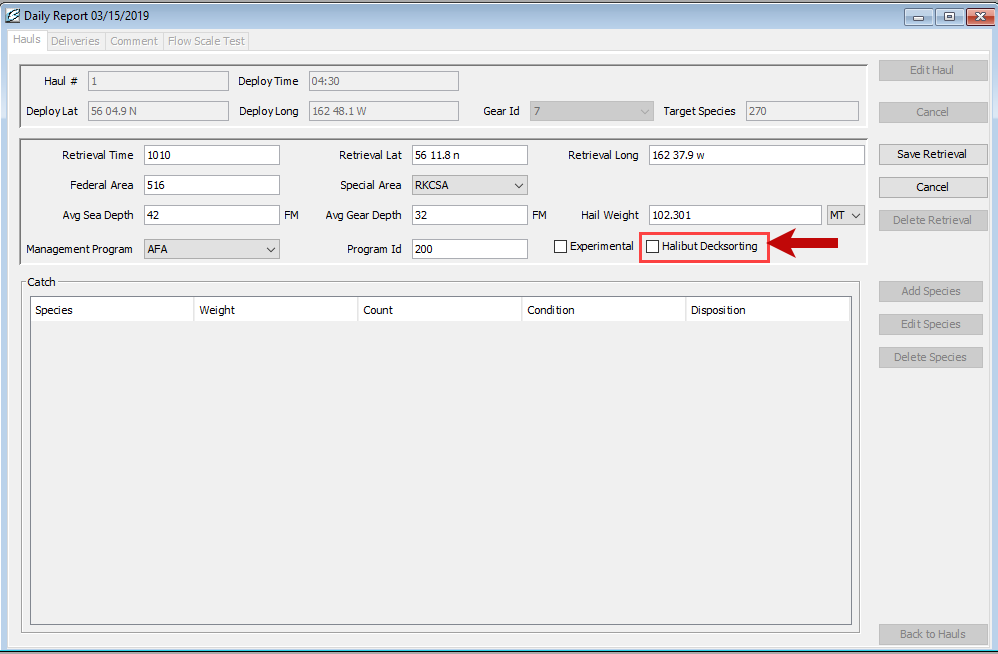 Daily Report 03/15/2019
Hauls Deliveries Comment Flow Scale Test
Haul # 1 Deploy Time 04:30 Edit Haul
Deploy Lat 56 04.9 N Deploy Long 162 48.1 W Gear Id 7 Target Species 270 Cancel
Retrieval Time 1010 Retrieval Lat 56 11.8 n Retrieval Long 162 37.9 w Save Retrieval
Federal Area 516 Special Area RKCSA Cancel
Avg Sea Depth 42 FM Avg Gear Depth 32 FM Hail Weight 102.301 MT Delete Retrieval
Management Program AFA Program Id 200 Experimental Halibut Decksorting
Catch
Add Species
Species Weight Count Condition Disposition
Edit Species
Delete Species
Back to Hauls